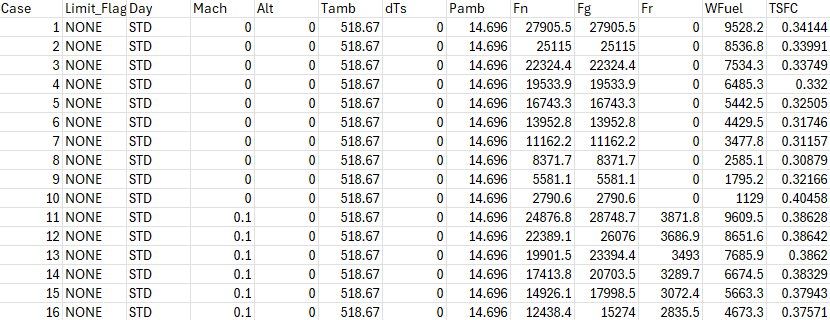 Case Limit_Flag Day Mach Alt Tamb dTs Pamb Fn Fg Fr WFuel TSFC
1 NONE STD 0 0 518.67 0 14.696 27905.5 27905.5 0 9528.2 0.34144
2 NONE STD 0 0 518.67 0 14.696 25115 25115 0 8536.8 0.33991
3 NONE STD 0 0 518.67 0 14.696 22324.4 22324.4 0 7534.3 0.33749
4 NONE STD 0 0 518.67 0 14.696 19533.9 19533.9 0 6485.3 0.332
5 NONE STD 0 0 518.67 0 14.696 16743.3 16743.3 0 5442.5 0.32505
6 NONE STD 0 0 518.67 0 14.696 13952.8 13952.8 0 4429.5 0.31746
7 NONE STD 0 0 518.67 0 14.696 11162.2 11162.2 0 3477.8 0.31157
8 NONE STD 0 0 518.67 0 14.696 8371.7 8371.7 0 2585.1 0.30879
9 NONE STD 0 0 518.67 0 14.696 5581.1 5581.1 0 1795.2 0.32166
10 NONE STD 0 0 518.67 0 14.696 2790.6 2790.6 0 1129 0.40458
11 NONE STD 0.1 0 518.67 0 14.696 24876.8 28748.7 3871.8 9609.5 0.38628
12 NONE STD 0.1 0 518.67 0 14.696 22389.1 26076 3686.9 8651.6 0.38642
13 NONE STD 0.1 0 518.67 0 14.696 19901.5 23394.4 3493 7685.9 0.3862
14 NONE STD 0.1 0 518.67 0 14.696 17413.8 20703.5 3289.7 6674.5 0.38329
15 NONE STD 0.1 0 518.67 0 14.696 14926.1 17998.5 3072.4 5663.3 0.37943
16 NONE STD 0.1 0 518.67 0 14.696 12438.4 15274 2835.5 4673.3 0.37571